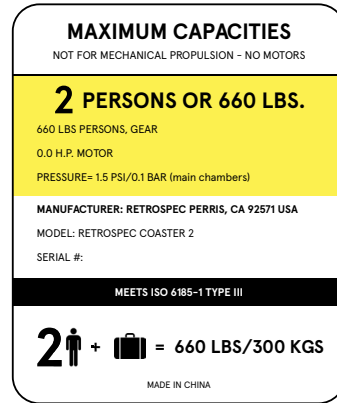 MAXIMUM CAPACITIES
NOT FOR MECHANICAL PROPULSION - NO MOTORS
2 PERSONS OR 660 LBS.
660 LBS PERSONS, GEAR
0.0 H.P. MOTOR
PRESSURE= 1.5 PSI/0.1 BAR (main chambers)
MANUFACTURER: RETROSPEC PERRIS, CA 92571 USA
MODEL: RETROSPEC COASTER 2
SERIAL #:
MEETS ISO 6185-1 TYPE III
2 + = 660 LBS/300 KGS
MADE IN CHINA